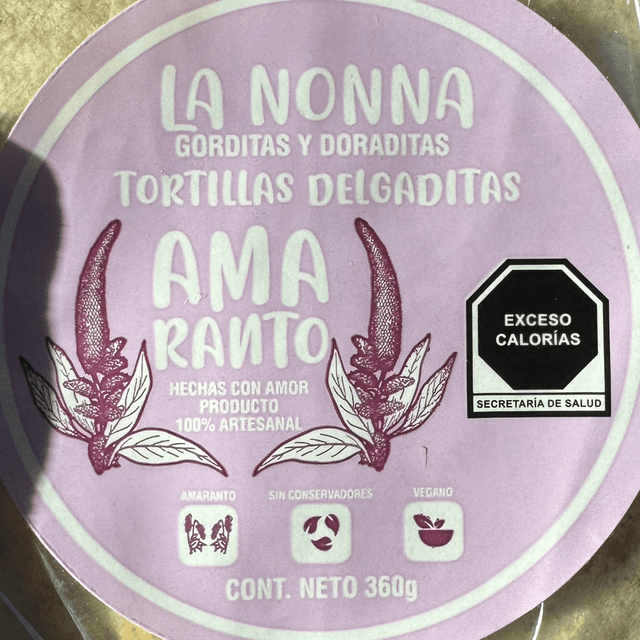 LA NONNA
GORDITAS Y DORADITAS
TORTILLAS DELGADITAS
AMA
RANTO
HECHAS CON AMOR
PRODUCTO
100% ARTESANAL
EXCESO
CALORÍAS
SECRETARÍA DE SALUD
AMARANTO
SIN CONSERVADORES
VEGANO
CONT. NETO 360g